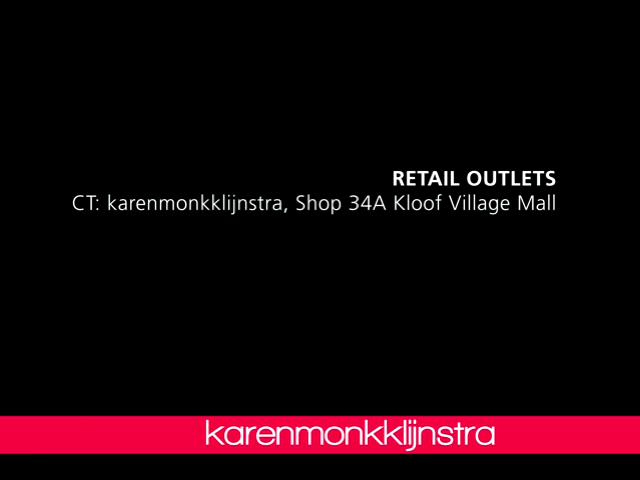 RETAIL OUTLETS
CT: karenmonkklijnstra, Shop 34A Kloof Village Mall
karenmonkklijnstra